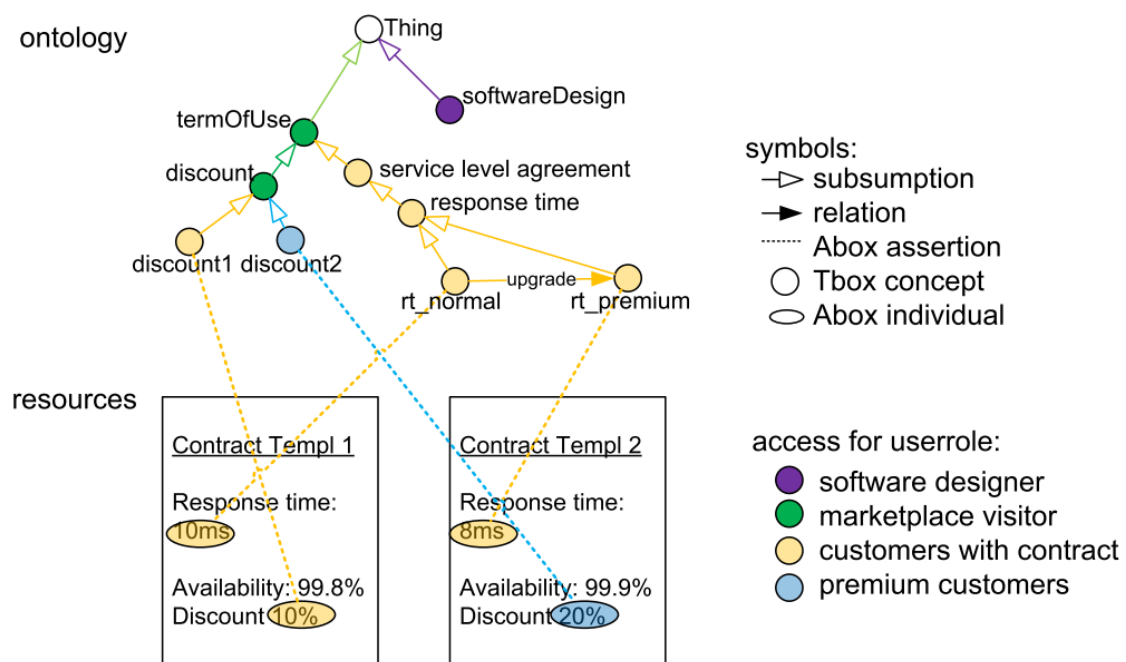 ontology
Thing
softwareDesign
termOfUse
discount
service level agreement
response time
discount1 discount2
rt_normal
upgrade
rt_premium
symbols:
subsumption
relation
Abox assertion
Tbox concept
Abox individual
resources
Contract Templ 1
Response time:
10ms
Availability: 99.8%
Discount 10%
Contract Templ 2
Response time:
8ms
Availability: 99.9%
Discount 20%
access for userrole:
software designer
marketplace visitor
customers with contract
premium customers